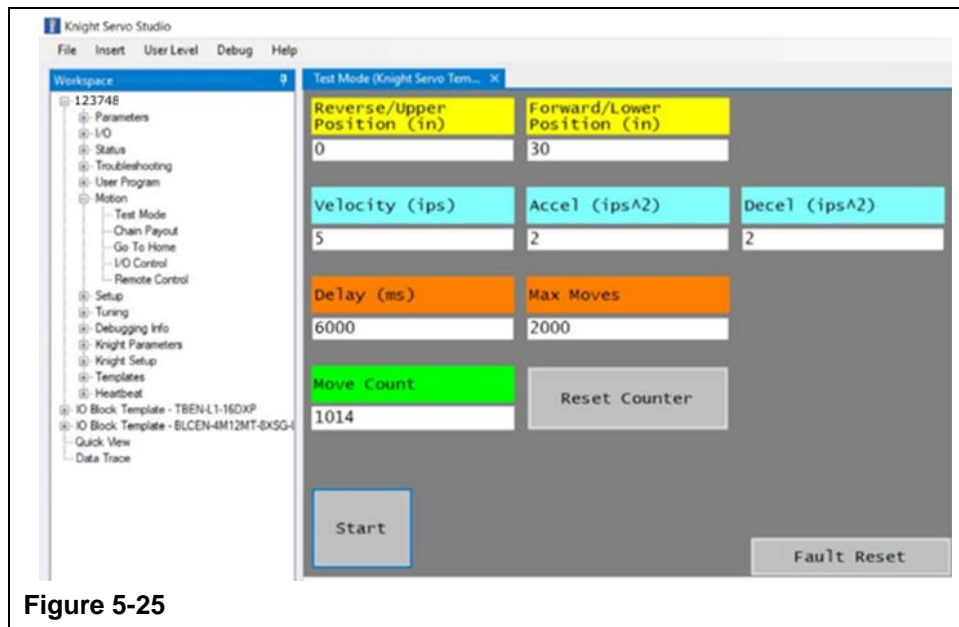 Knight Servo Studio
File Insert User Level Debug Help
Workspace
123748
Parameters
I/O
Status
Troubleshooting
User Program
Motion
Test Mode
Chain Payout
Go To Home
I/O Control
Remote Control
Setup
Tuning
Debugging Info
Knight Parameters
Knight Setup
Templates
Heartbeat
IO Block Template - TBEN-L1-16DXP
IO Block Template - BLCEN-4M12MT-8XSG-
Quick View
Data Trace
Test Mode (Knight Servo Tem...
Reverse/Upper
Position (in)
Forward/Lower
Position (in)
0
30
Velocity (ips)
Accel (ips^2)
Decel (ips^2)
5
2
2
Delay (ms)
Max Moves
6000
2000
Move Count
Reset Counter
1014
Start
Fault Reset
Figure 5-25